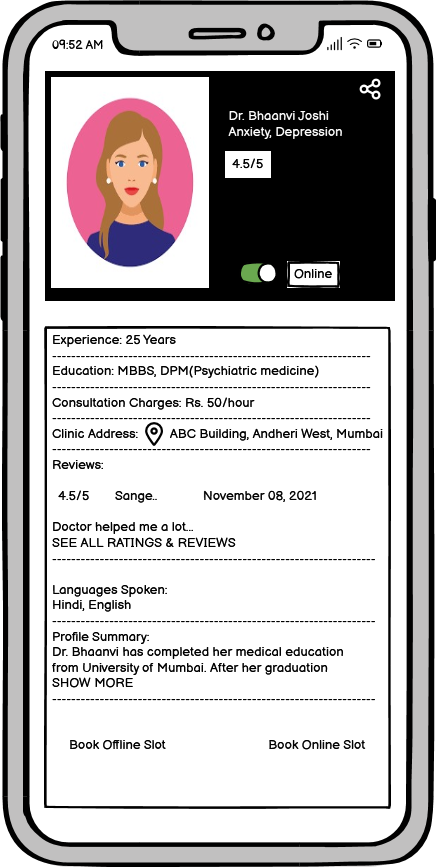 09:52 AM
Dr. Bhaanvi Joshi
Anxiety, Depression
4.5/5
Online
Experience: 25 Years
Education: MBBS, DPM(Psychiatric medicine)
Consultation Charges: Rs. 50/hour
Clinic Address: ABC Building, Andheri West, Mumbai
Reviews:
4.5/5 Sange.. November 08, 2021
Doctor helped me a lot...
SEE ALL RATINGS & REVIEWS
Languages Spoken:
Hindi, English
Profile Summary:
Dr. Bhaanvi has completed her medical education
from University of Mumbai. After her graduation
SHOW MORE
Book Offline Slot Book Online Slot